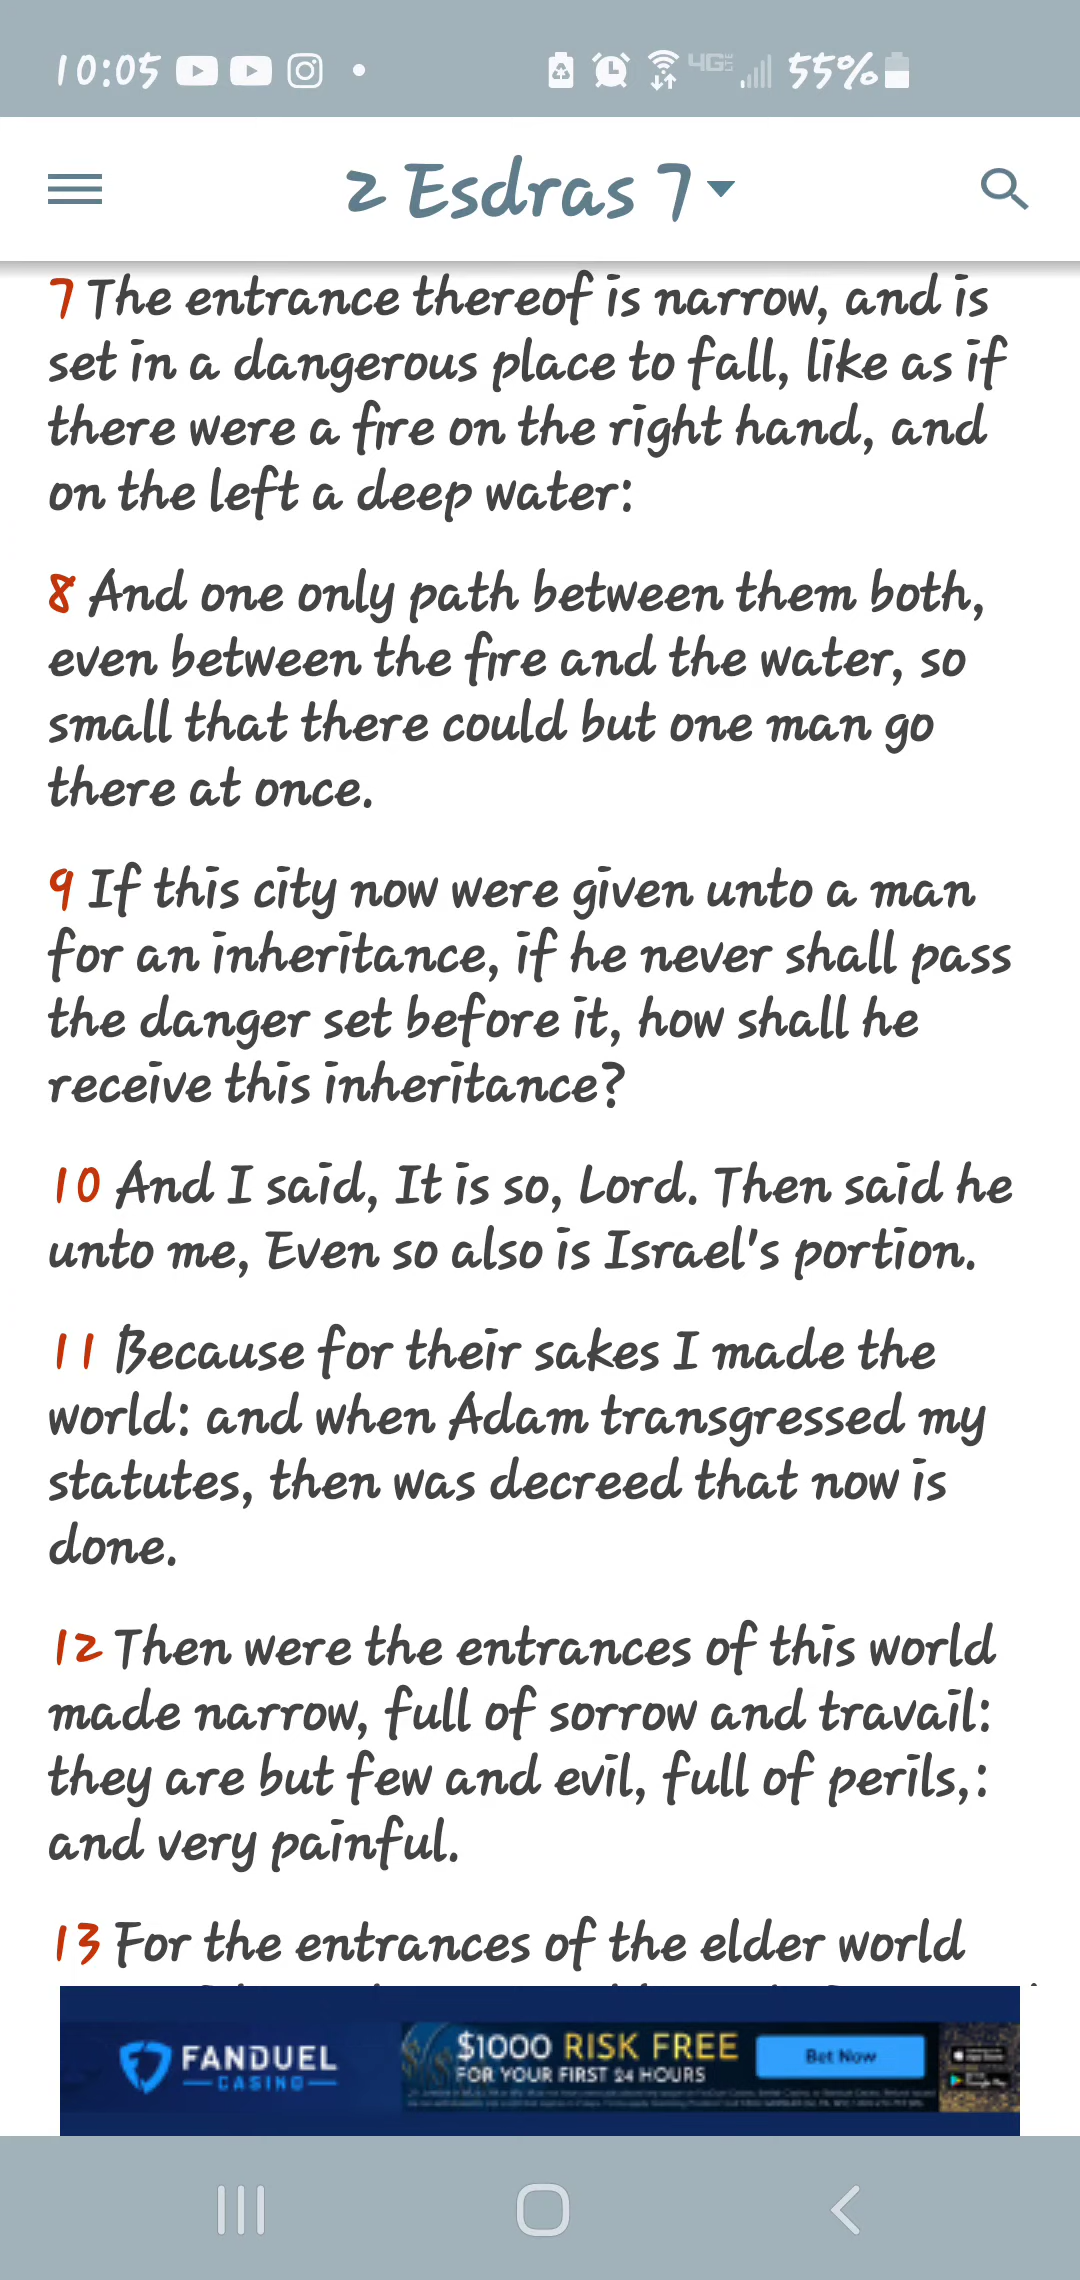 10:05 4GE 55%
2 Esdras 7
7 The entrance thereof is narrow, and is
set in a dangerous place to fall, like as if
there were a fire on the right hand, and
on the left a deep water:
8 And one only path between them both,
even between the fire and the water, so
small that there could but one man go
there at once.
9 If this city now were given unto a man
for an inheritance, if he never shall pass
the danger set before it, how shall he
receive this inheritance?
10 And I said, It is so, Lord. Then said he
unto me, Even so also is Israel's portion.
11 Because for their sakes I made the
world: and when Adam transgressed my
statutes, then was decreed that now is
done.
12 Then were the entrances of this world
made narrow, full of sorrow and travail:
they are but few and evil, full of perils,:
and very painful.
13 For the entrances of the elder world
FANDUEL
CASINO
$1000 RISK FREE
FOR YOUR FIRST 24 HOURS
Bet Now